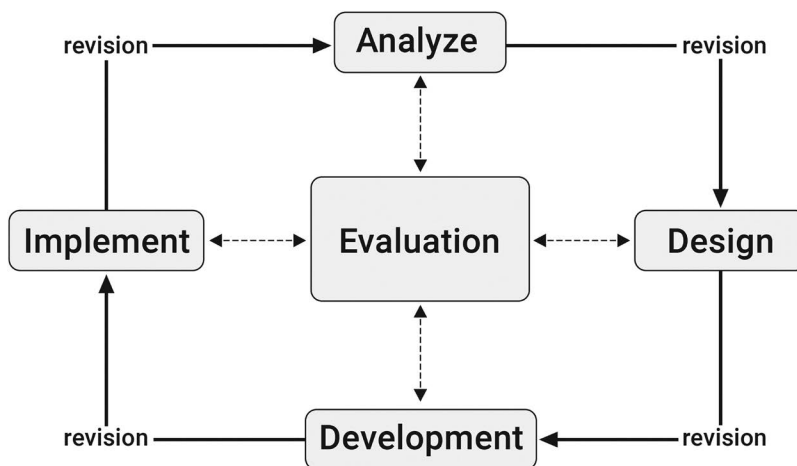 revision
Analyze
revision
Implement
Evaluation
Design
revision
Development
revision